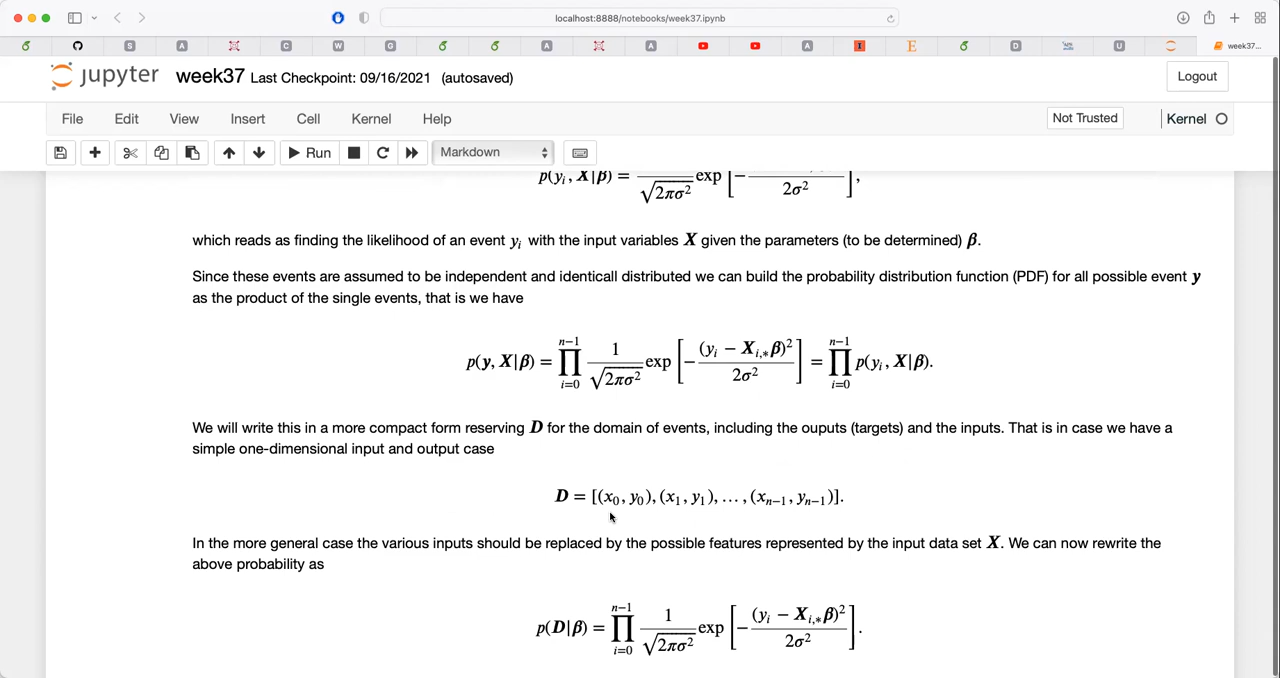 localhost:8888/notebooks/week37.ipynb
S A C W G A A A I E D U week37...
jupyter week37 Last Checkpoint: 09/16/2021 (autosaved) Logout
File Edit View Insert Cell Kernel Help Not Trusted Kernel
Run Markdown
p(yᵢ, X|β) = 1/√(2πσ²) exp [− /2σ²],
which reads as finding the likelihood of an event yᵢ with the input variables X given the parameters (to be determined) β.
Since these events are assumed to be independent and identicall distributed we can build the probability distribution function (PDF) for all possible event y
as the product of the single events, that is we have
p(y, X|β) = ∏ᵢ₌₀ⁿ⁻¹ 1/√(2πσ²) exp [−(yᵢ − Xᵢ,∗β)²/2σ²] = ∏ᵢ₌₀ⁿ⁻¹ p(yᵢ, X|β).
We will write this in a more compact form reserving D for the domain of events, including the ouputs (targets) and the inputs. That is in case we have a
simple one-dimensional input and output case
D = [(x₀, y₀), (x₁, y₁), … , (xₙ₋₁, yₙ₋₁)].
In the more general case the various inputs should be replaced by the possible features represented by the input data set X. We can now rewrite the
above probability as
p(D|β) = ∏ᵢ₌₀ⁿ⁻¹ 1/√(2πσ²) exp [−(yᵢ − Xᵢ,∗β)²/2σ²].